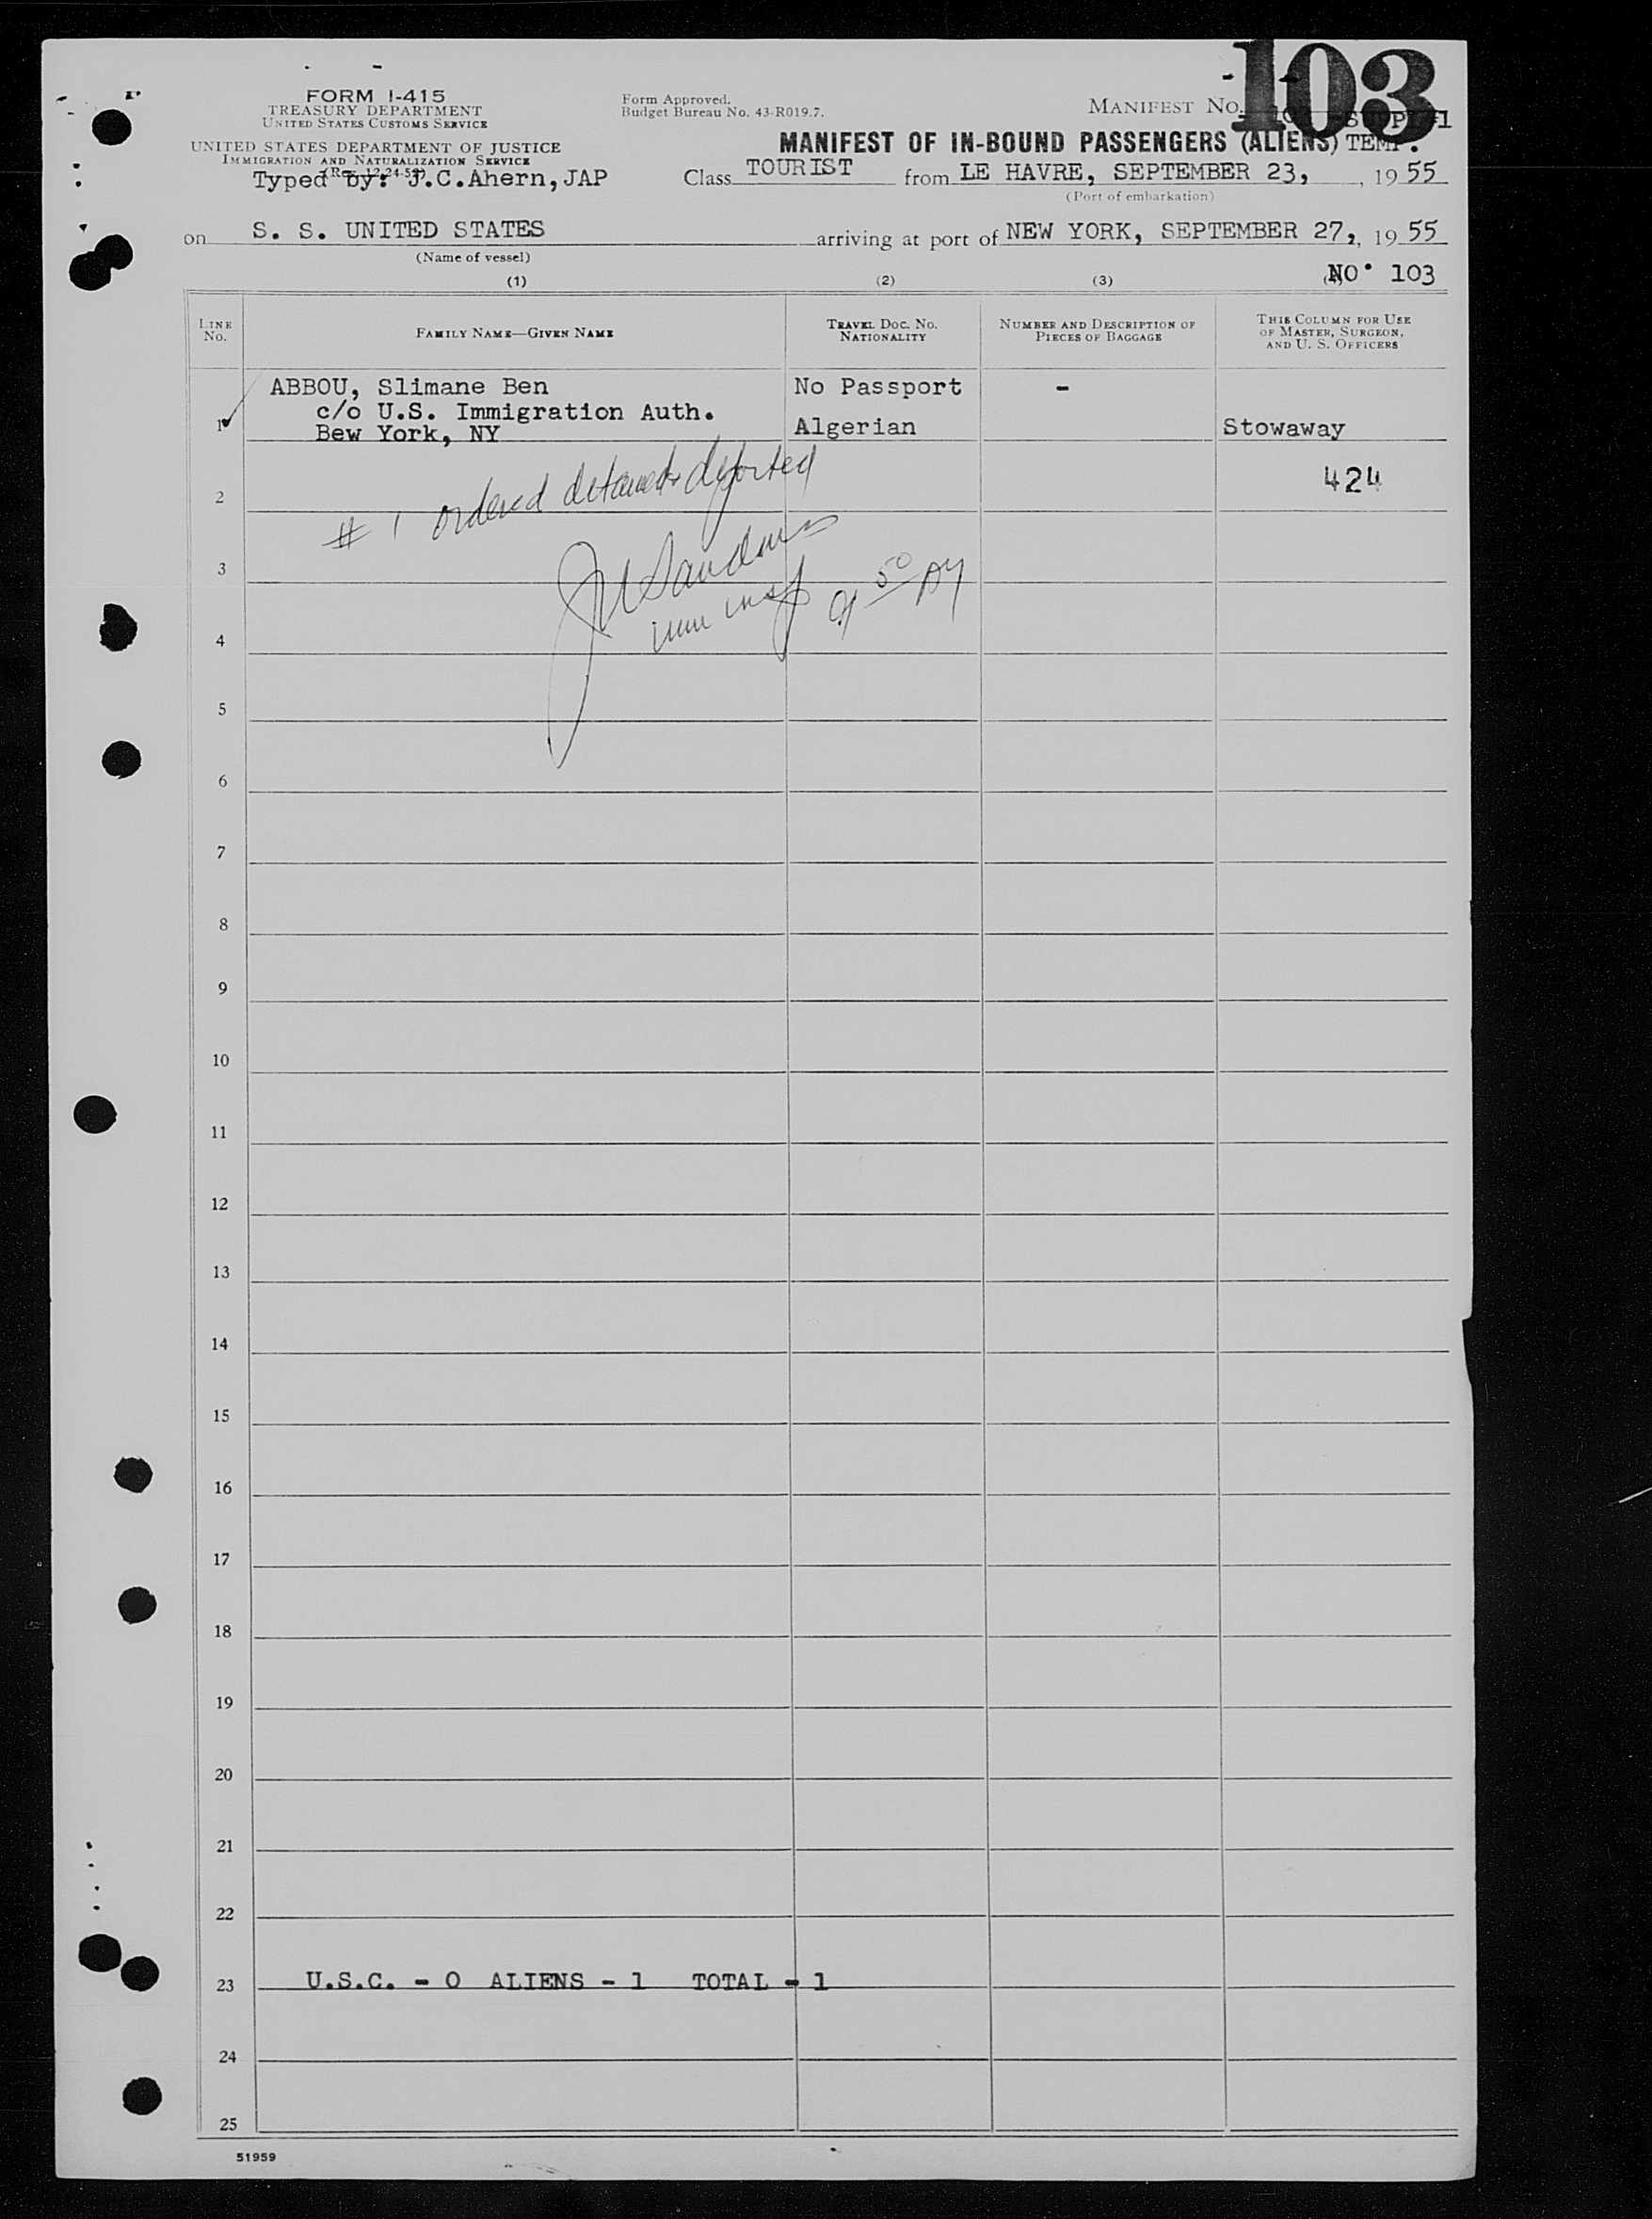 103
FORM I-415
TREASURY DEPARTMENT
UNITED STATES CUSTOMS SERVICE
Form Approved.
Budget Bureau No. 43-R019.7.
MANIFEST NO.
UNITED STATES DEPARTMENT OF JUSTICE
IMMIGRATION AND NATURALIZATION SERVICE
MANIFEST OF IN-BOUND PASSENGERS (ALIENS) TEMP.
Typed by: J.C.Ahern, JAP
Class TOURIST from LE HAVRE, SEPTEMBER 23, , 19 55
(Port of embarkation)
on S. S. UNITED STATES arriving at port of NEW YORK, SEPTEMBER 27,, 19 55
(Name of vessel)
NO. 103
(1) (2) (3)
LINE NO. FAMILY NAME—GIVEN NAME TRAVEL DOC. NO. NATIONALITY NUMBER AND DESCRIPTION OF PIECES OF BAGGAGE THIS COLUMN FOR USE OF MASTER, SURGEON, AND U. S. OFFICERS
ABBOU, Slimane Ben No Passport -
c/o U.S. Immigration Auth.
1 Bew York, NY Algerian Stowaway
424
2
# 1 ordered detained & deported
3
imm insp
4
5
6
7
8
9
10
11
12
13
14
15
16
17
18
19
20
21
22
23 U.S.C. - 0 ALIENS - 1 TOTAL - 1
24
25
51959